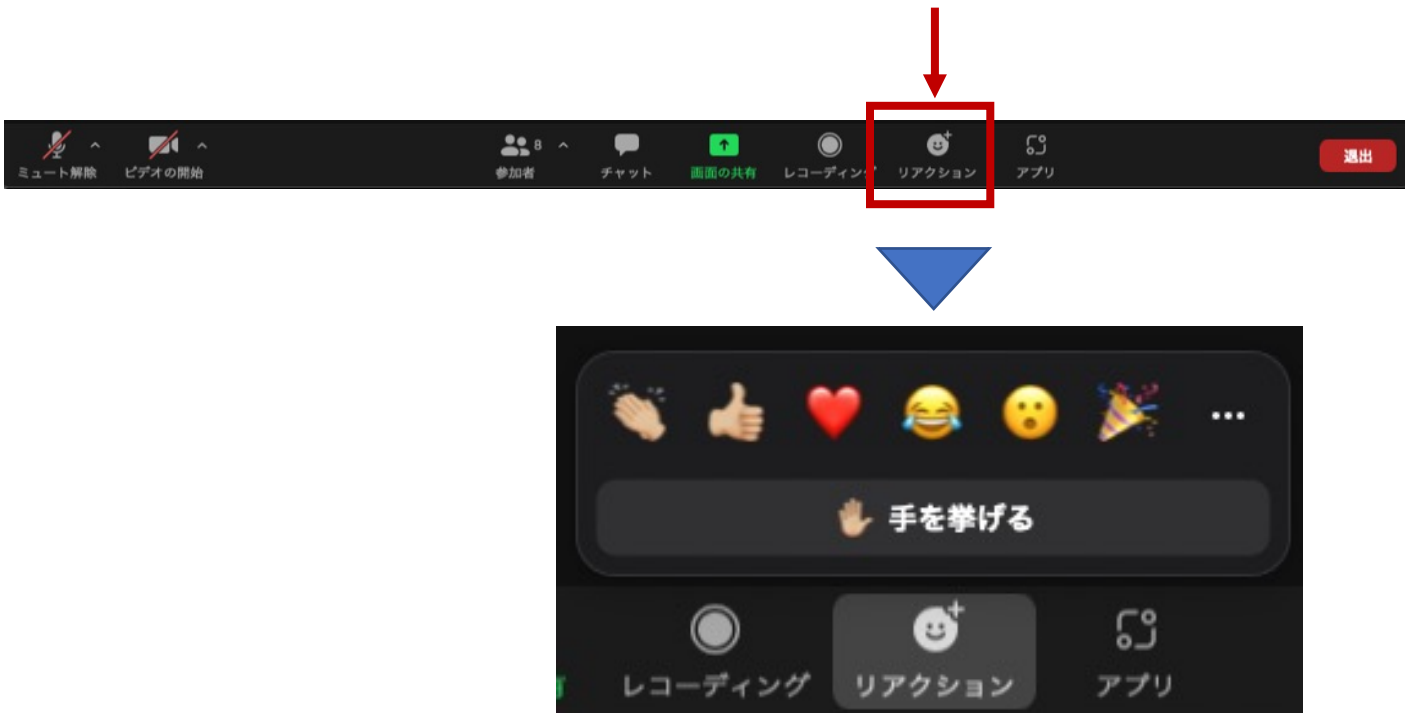 8
ミュート解除 ビデオの開始 参加者 チャット 画面の共有 レコーディング リアクション アプリ 退出
手を挙げる
有 レコーディング リアクション アプリ